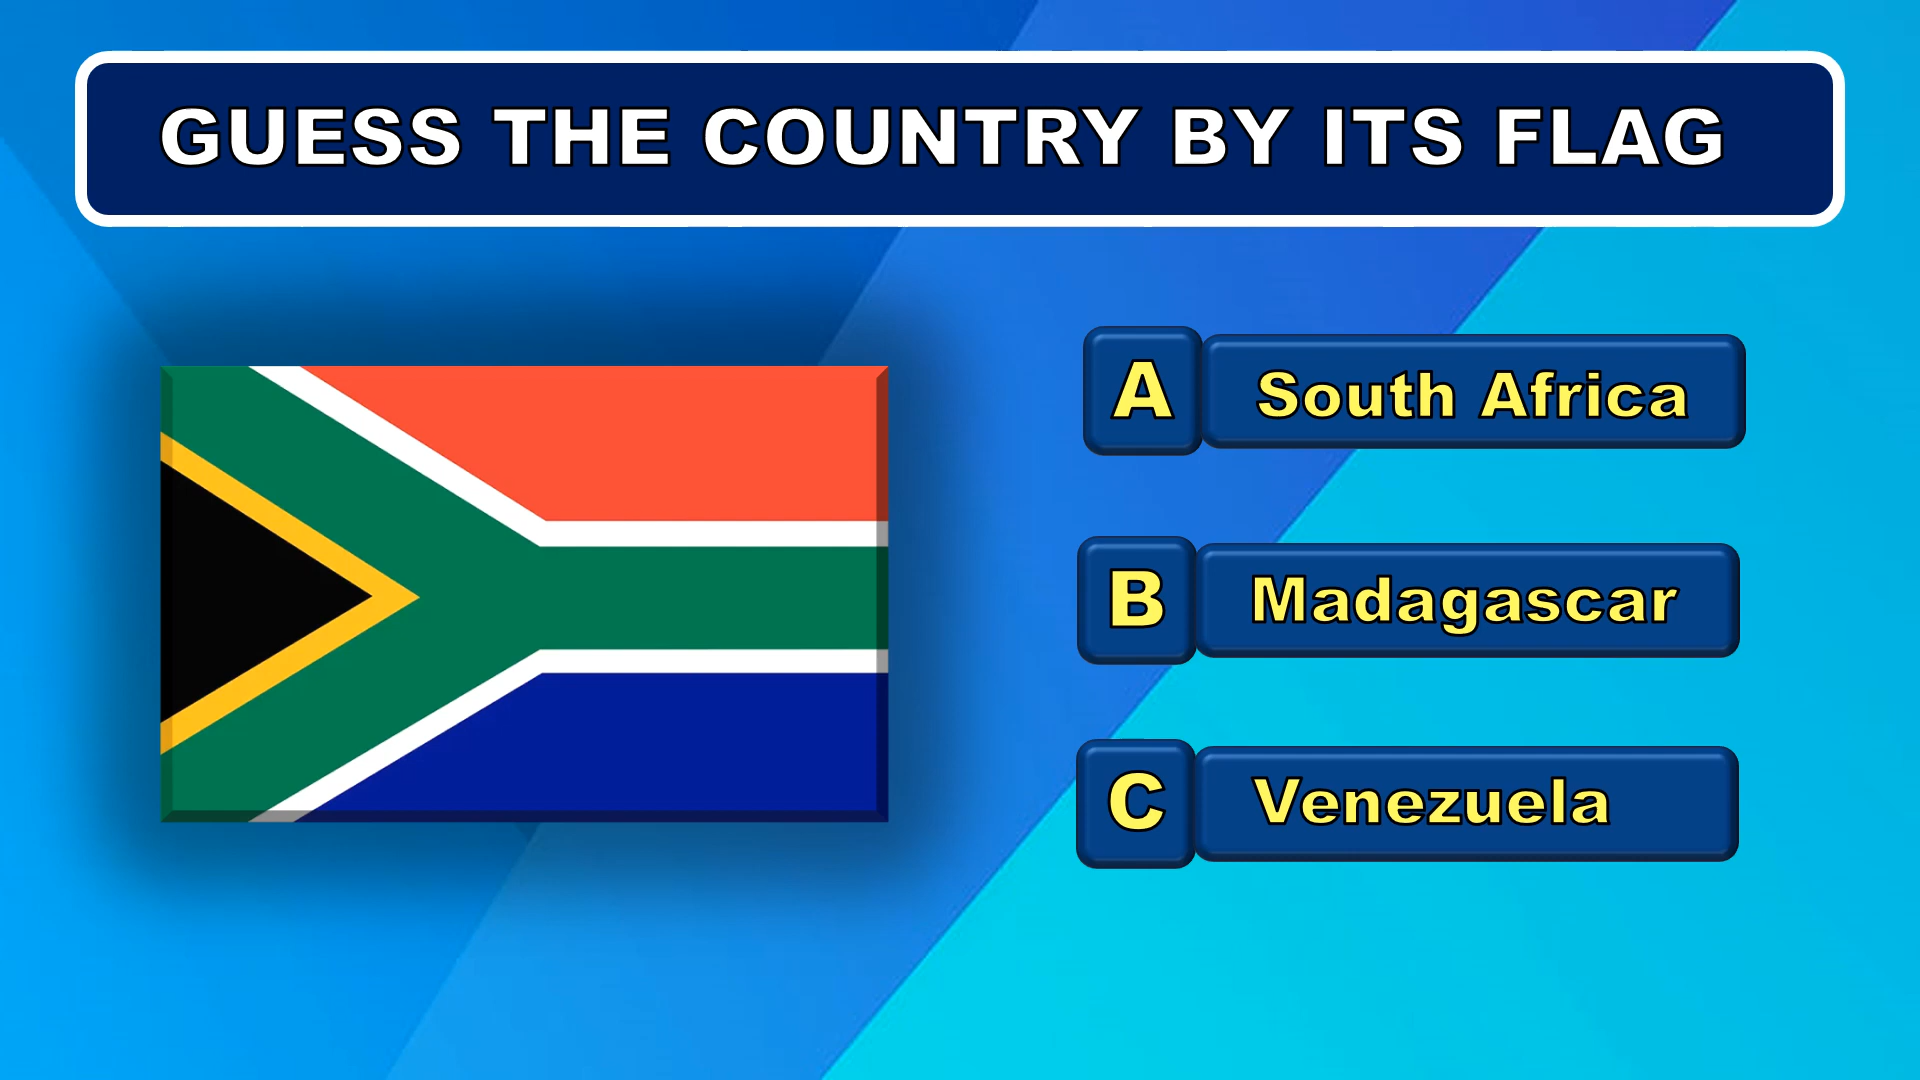 GUESS THE COUNTRY BY ITS FLAG
A South Africa
B Madagascar
C Venezuela